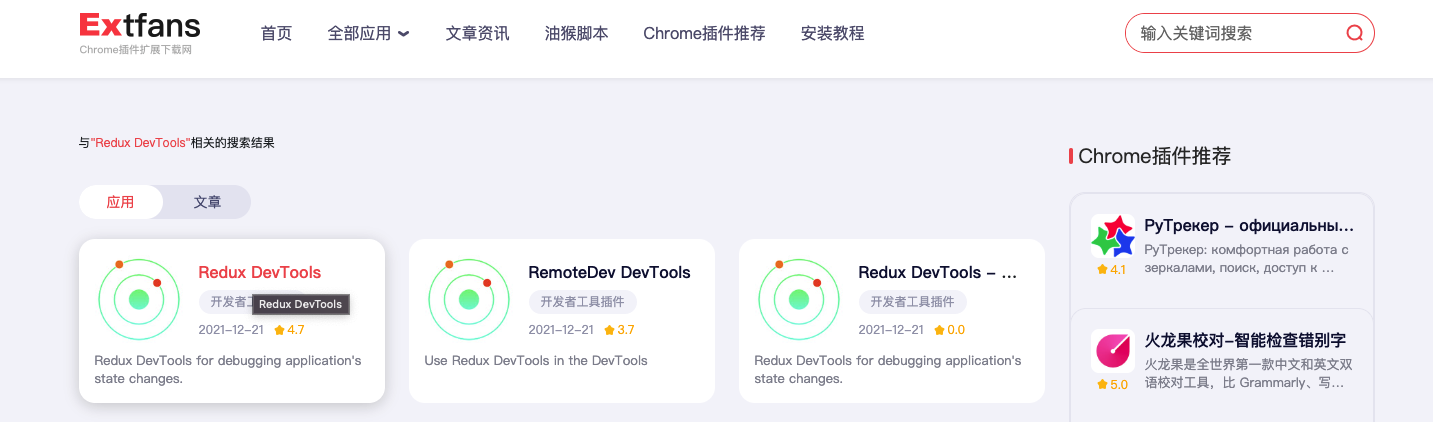 Extfans
Chrome插件扩展下载网
首页 全部应用 文章资讯 油猴脚本 Chrome插件推荐 安装教程
输入关键词搜索
与"Redux DevTools"相关的搜索结果
应用 文章
Redux DevTools
开发者工
Redux DevTools
2021-12-21 4.7
Redux DevTools for debugging application's
state changes.
RemoteDev DevTools
开发者工具插件
2021-12-21 3.7
Use Redux DevTools in the DevTools
Redux DevTools - ...
开发者工具插件
2021-12-21 0.0
Redux DevTools for debugging application's
state changes.
Chrome插件推荐
РуТрекер - официальны...
РуТрекер: комфортная работа с
зеркалами, поиск, доступ к ...
4.1
火龙果校对-智能检查错别字
火龙果是全世界第一款中文和英文双
语校对工具，比 Grammarly、写...
5.0